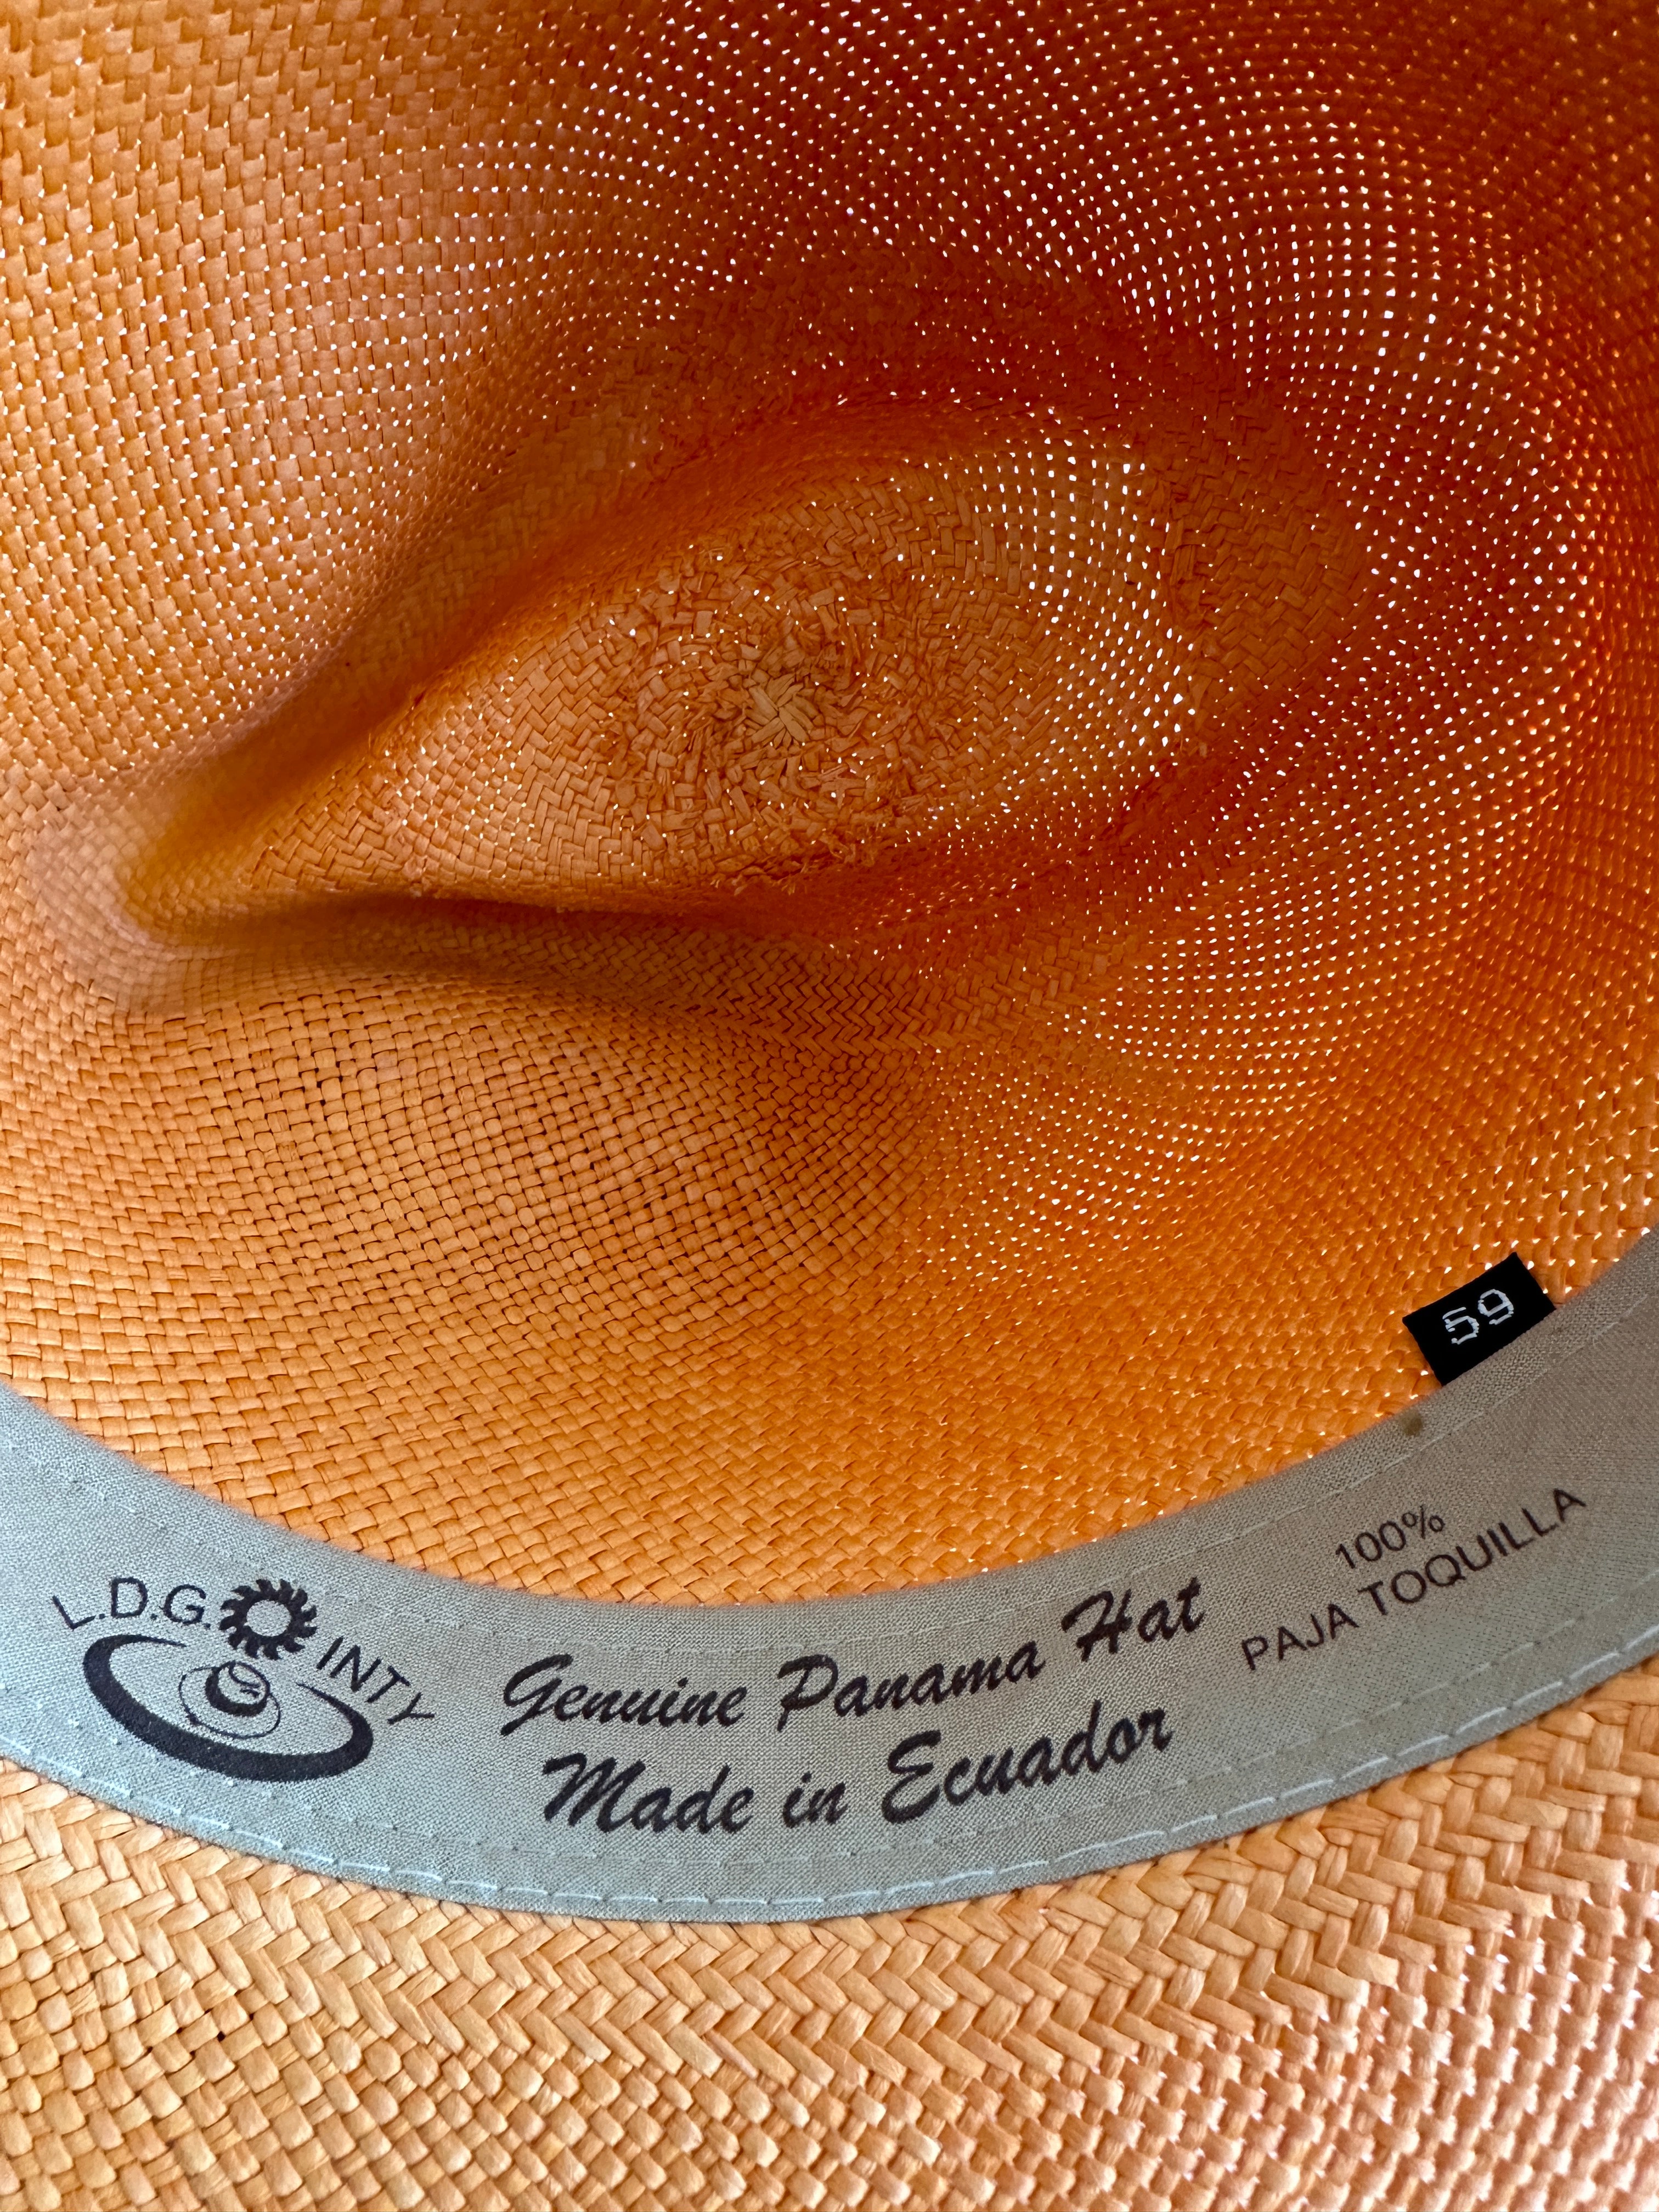 59
L.D.G. INTY
Genuine Panama Hat
Made in Ecuador
100%
PAJA TOQUILLA